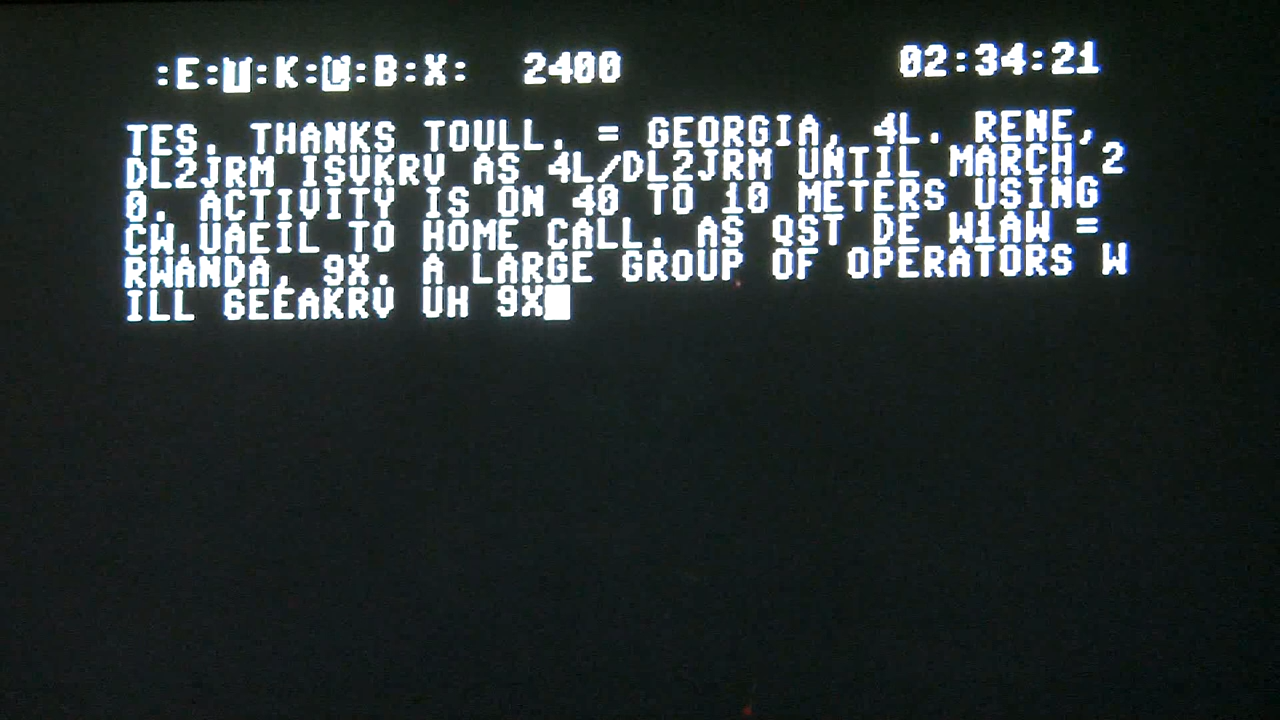 :E:T:K:L:B:X: 2400 02:34:21
TES. THANKS TOULL. = GEORGIA, 4L. RENE,
DL2JRM ISVKRV AS 4L/DL2JRM UNTIL MARCH 2
0. ACTIVITY IS ON 40 TO 10 METERS USING
CW.UAEIL TO HOME CALL. AS QST DE W1AW =
RWANDA, 9X. A LARGE GROUP OF OPERATORS W
ILL 6EEAKRV UH 9X